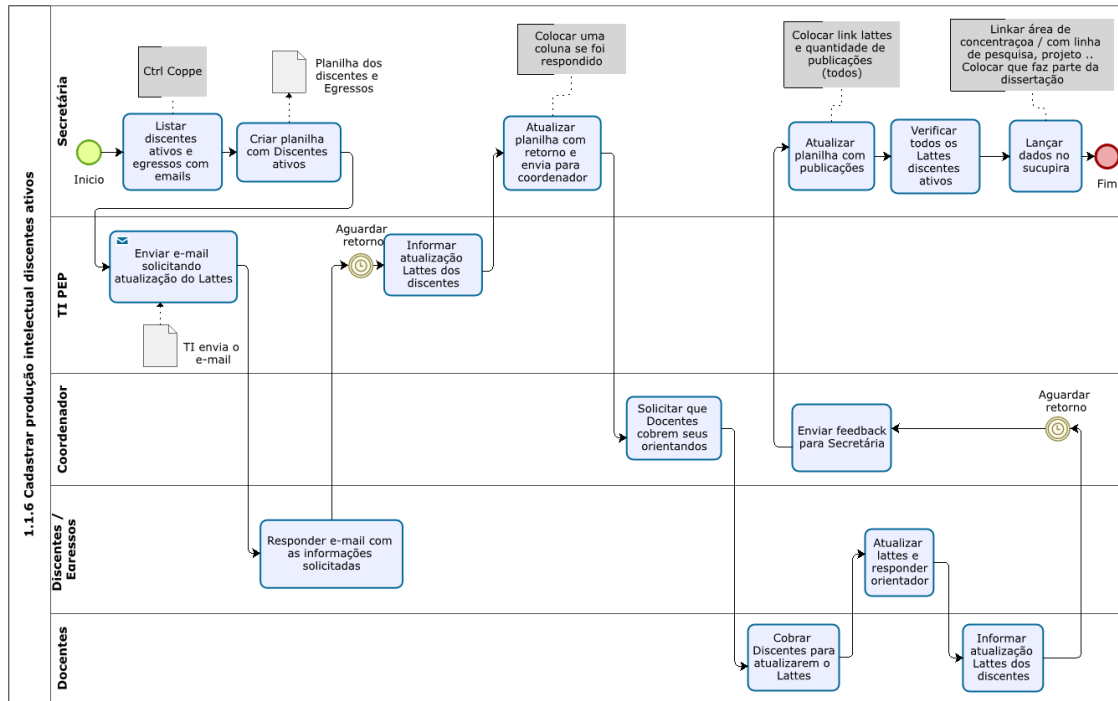 1.1.6 Cadastrar produção intelectual discentes ativos
Secretária
Ctrl Coppe
Planilha dos
discentes e
Egressos
Colocar uma
coluna se foi
respondido
Colocar link lattes
e quantidade de
publicações
(todos)
Linkar área de
concentraçoa / com linha
de pesquisa, projeto ..
Colocar que faz parte da
dissertação
Inicio
Listar
discentes
ativos e
egressos com
emails
Criar planilha
com Discentes
ativos
Atualizar
planilha com
retorno e
envia para
coordenador
Atualizar
planilha com
publicações
Verificar
todos os
Lattes
discentes
ativos
Lançar
dados no
sucupira
Fim
TI PEP
Enviar e-mail
solicitando
atualização do Lattes
TI envia o
e-mail
Aguardar
retorno
Informar
atualização
Lattes dos
discentes
Coordenador
Solicitar que
Docentes
cobrem seus
orientandos
Enviar feedback
para Secretária
Aguardar
retorno
Discentes /
Egressos
Responder e-mail com
as informações
solicitadas
Atualizar
lattes e
responder
orientador
Docentes
Cobrar
Discentes para
atualizarem o
Lattes
Informar
atualização
Lattes dos
discentes